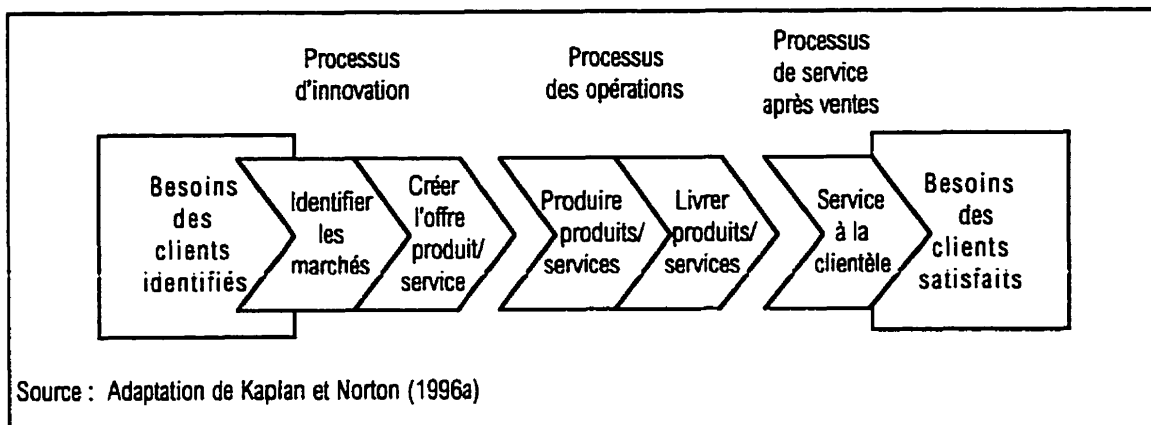 Processus
d'innovation
Processus
des opérations
Processus
de service
après ventes
Besoins
des
clients
identifiés
Identifier
les
marchés
Créer
l'offre
produit/
service
Produire
produits/
services
Livrer
produits/
services
Service
à la
clientèle
Besoins
des
clients
satisfaits
Source : Adaptation de Kaplan et Norton (1996a)